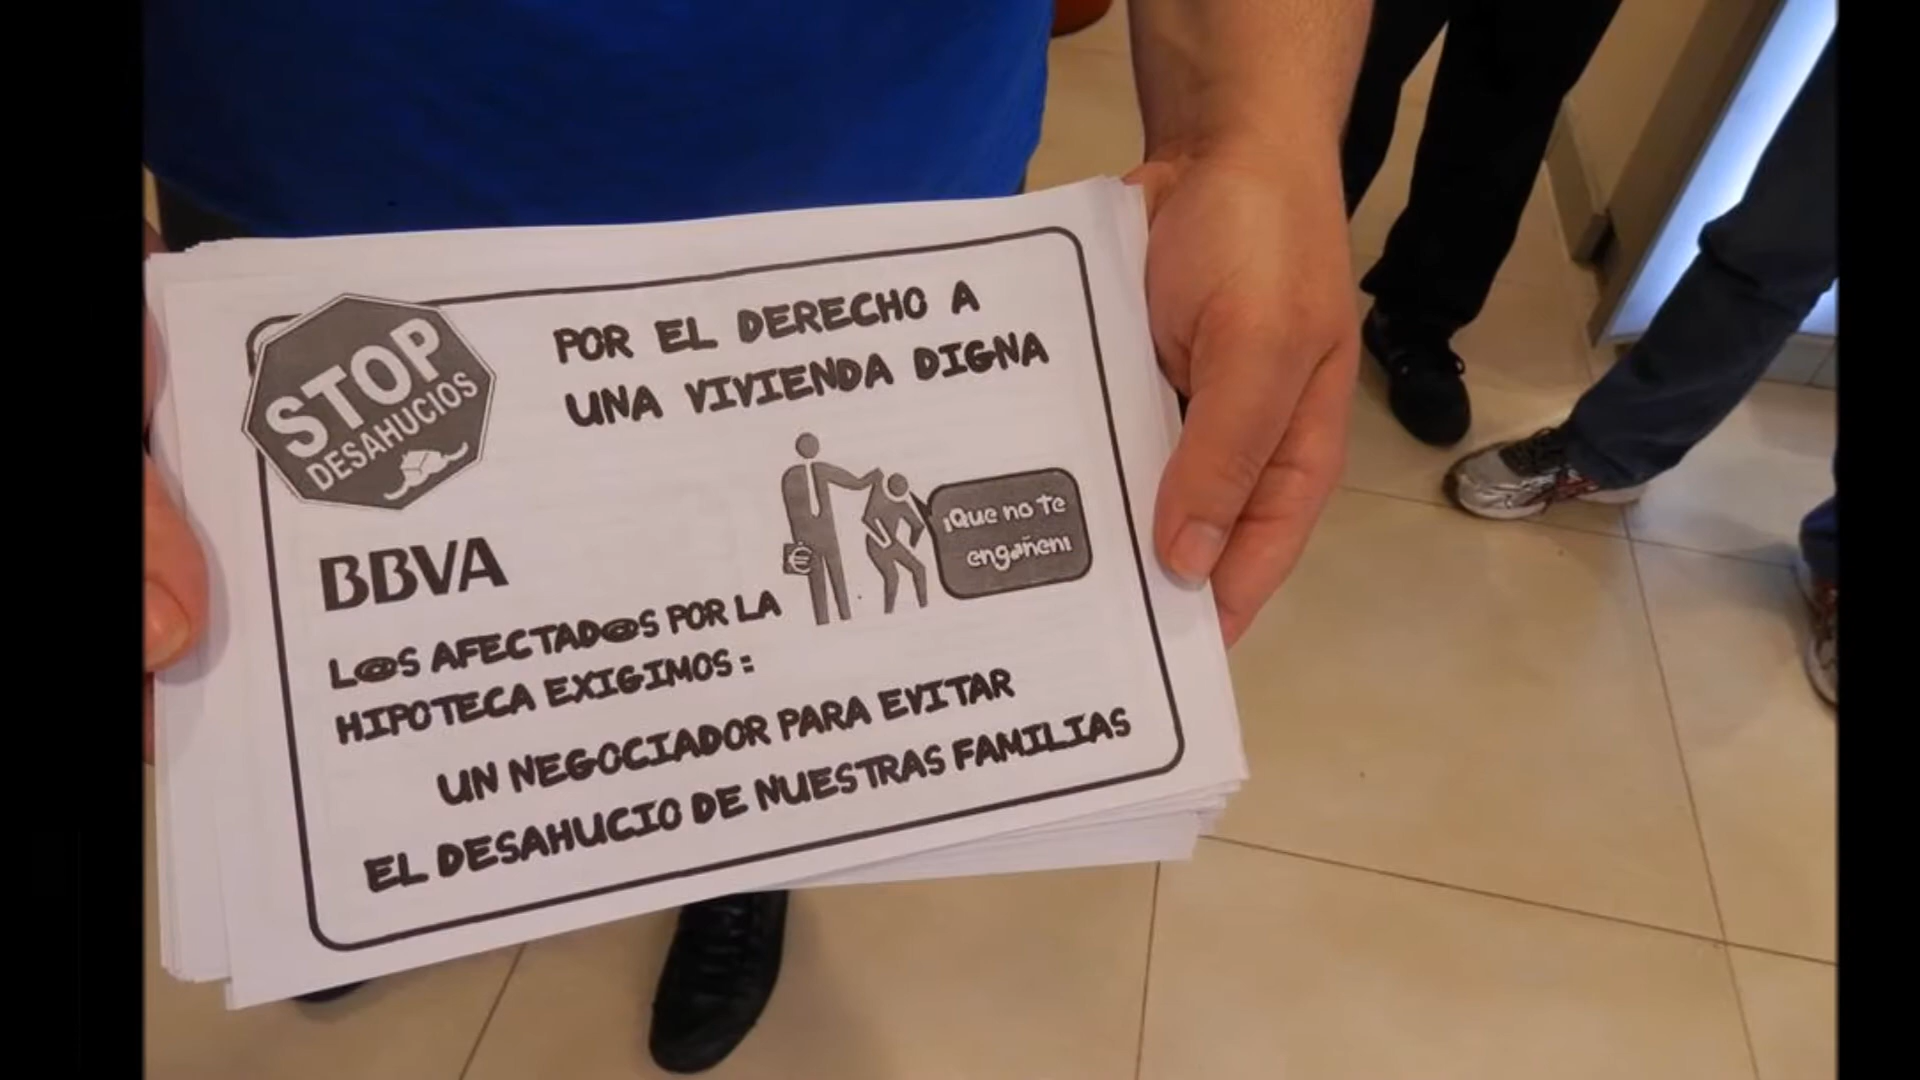 STOP
DESAHUCIOS
POR EL DERECHO A
UNA VIVIENDA DIGNA
¡Que no te
engañen!
€
BBVA
L@S AFECTAD@S POR LA
HIPOTECA EXIGIMOS:
UN NEGOCIADOR PARA EVITAR
EL DESAHUCIO DE NUESTRAS FAMILIAS